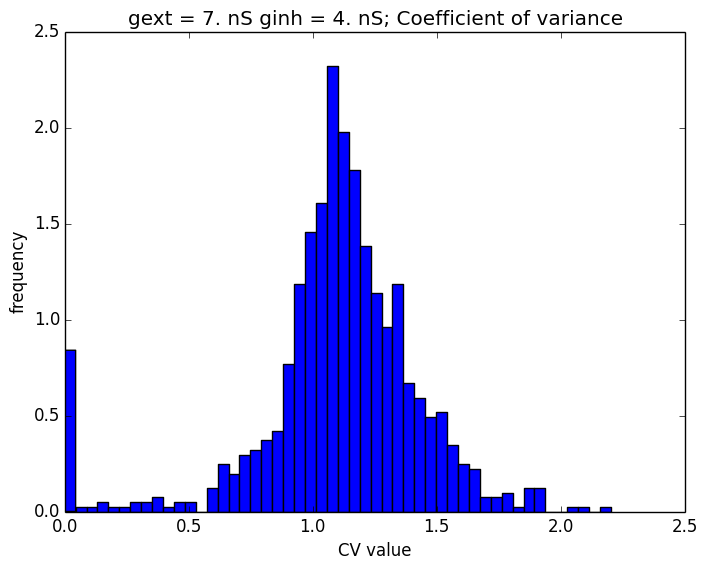 gext = 7. nS ginh = 4. nS; Coefficient of variance
2.5
2.0
1.5
1.0
0.5
0.0
frequency
0.0 0.5 1.0 1.5 2.0 2.5
CV value